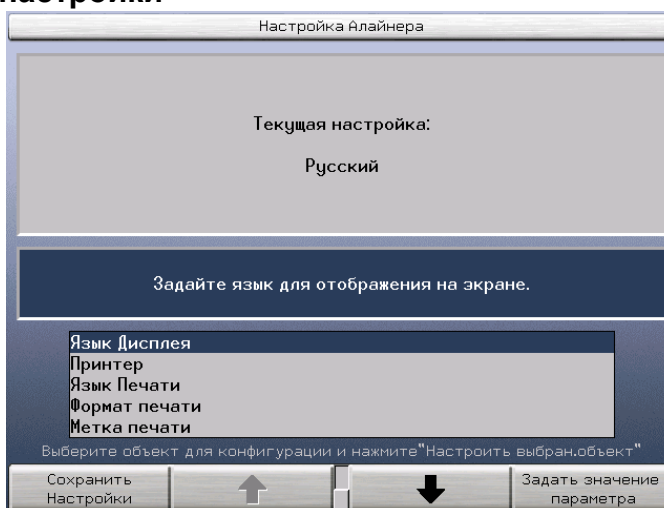 настройки
Настройка Алайнера
Текущая настройка:
Русский
Задайте язык для отображения на экране.
Язык Дисплея
Принтер
Язык Печати
Формат печати
Метка печати
Выберите объект для конфигурации и нажмите"Настроить выбран.объект"
Сохранить
Настройки
Задать значение
параметра